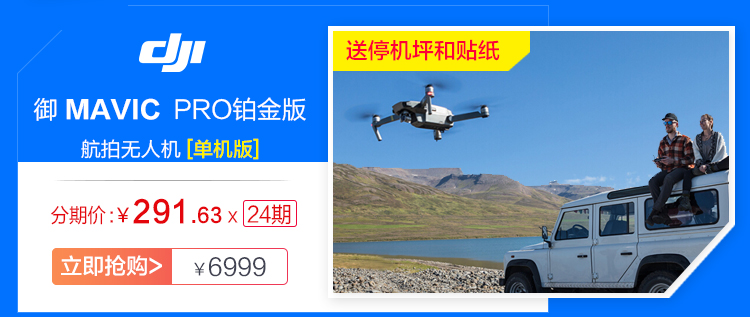 dji
御 MAVIC PRO铂金版
航拍无人机 [单机版]
分期价:¥291.63 x 24期
立即抢购> ¥6999
送停机坪和贴纸